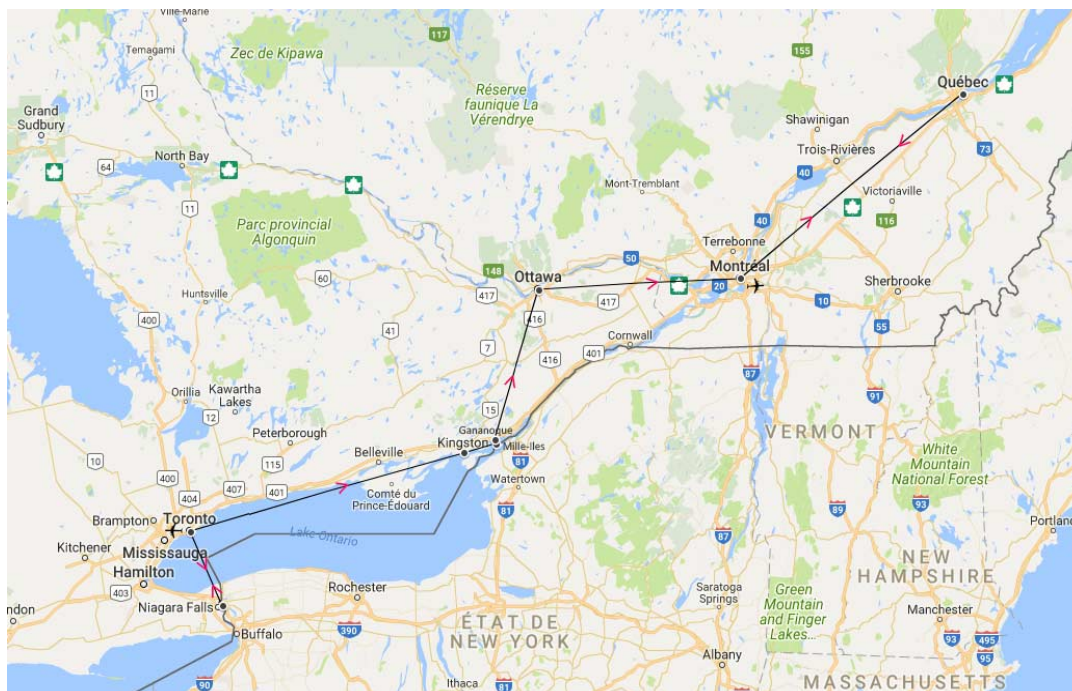 Ville-Marie
Temagami
Zec de Kipawa
117
155
Québec
11
Réserve
faunique La
Vérendrye
Grand
Sudbury
Shawinigan
73
64
North Bay
Trois-Rivières
40
Mont-Tremblant
Victoriaville
11
116
Parc provincial
Algonquin
40
Terrebonne
50
Montréal
148
Ottawa
60
Huntsville
417
20
Sherbrooke
417
10
400
416
41
55
7
416
401
Cornwall
87
Orillia
Kawartha
Lakes
91
12
15
Gananoque
Peterborough
Kingston
Mille-Iles
VERMONT
Belleville
White
Mountain
National Forest
10
115
81
400
407
401
Watertown
404
Comté du
Prince-Édouard
81
89
93
Brampton
Toronto
Lake Ontario
Portland
Kitchener
Mississauga
87
Hamilton
NEW
HAMPSHIRE
403
Rochester
Saratoga
Springs
Green
Mountain
and Finger
Lakes...
ndon
Niagara Falls
Manchester
ÉTAT DE
NEW YORK
Buffalo
390
93
495
95
Albany
90
Ithaca
81
MASSACHUSETTS